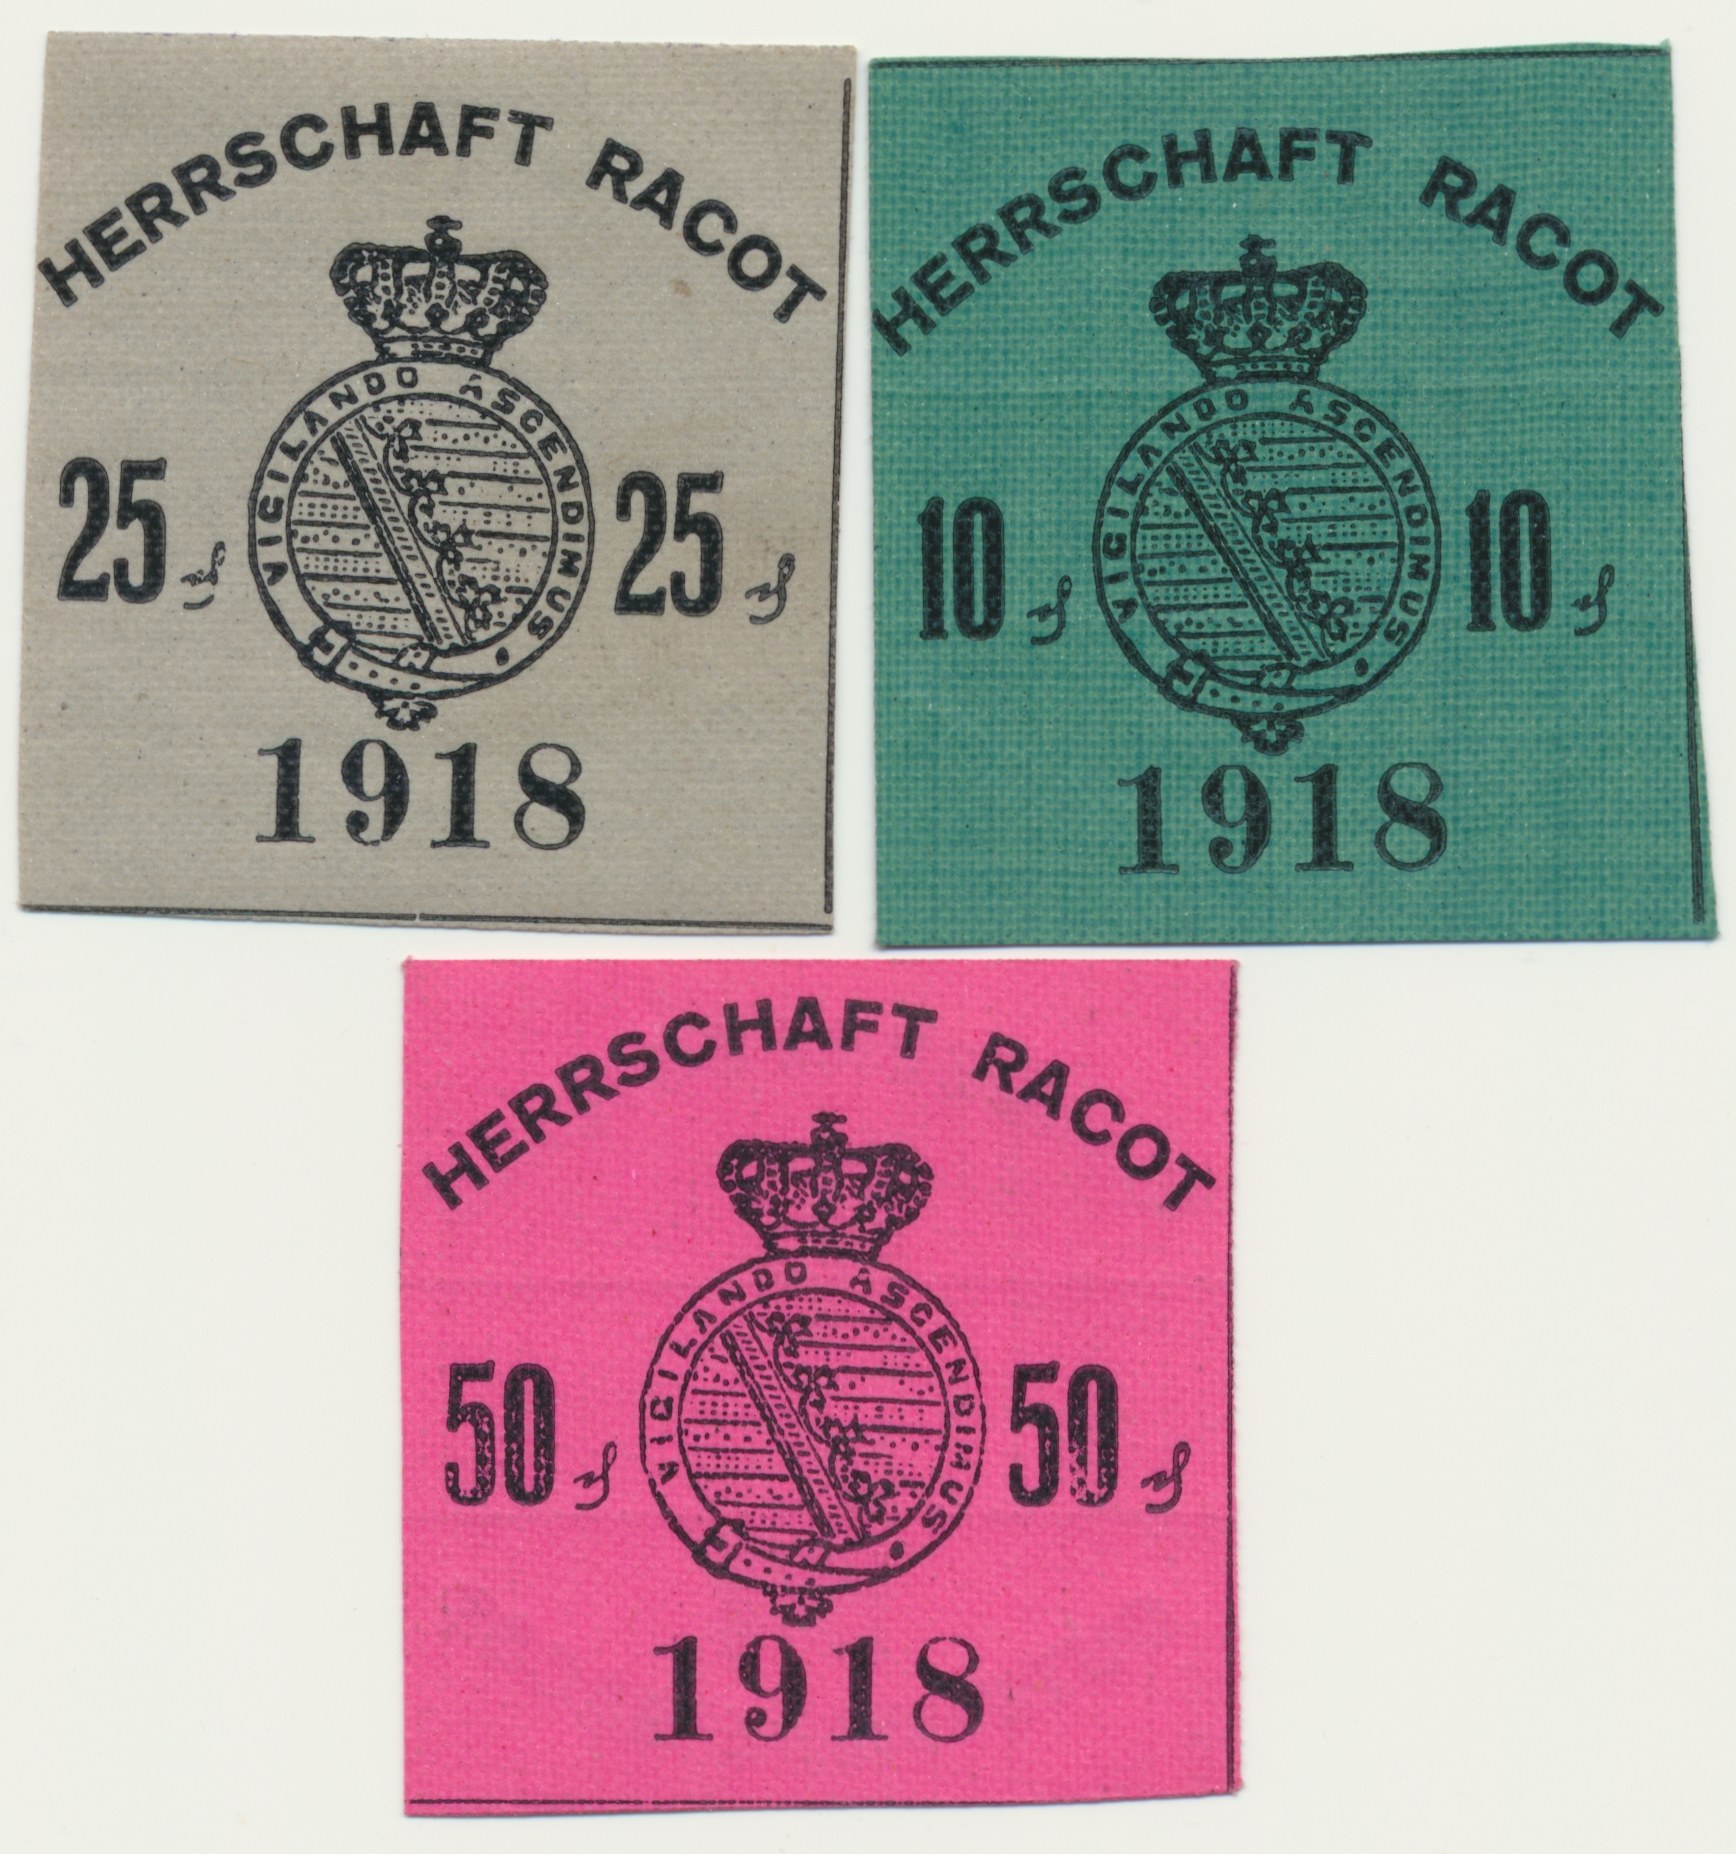 HERRSCHAFT RACOT
VIGILANDO ASCENDIMUS
25 ₰ 25 ₰
1918
HERRSCHAFT RACOT
VIGILANDO ASCENDIMUS
10 ₰ 10 ₰
1918
HERRSCHAFT RACOT
VIGILANDO ASCENDIMUS
50 ₰ 50 ₰
1918